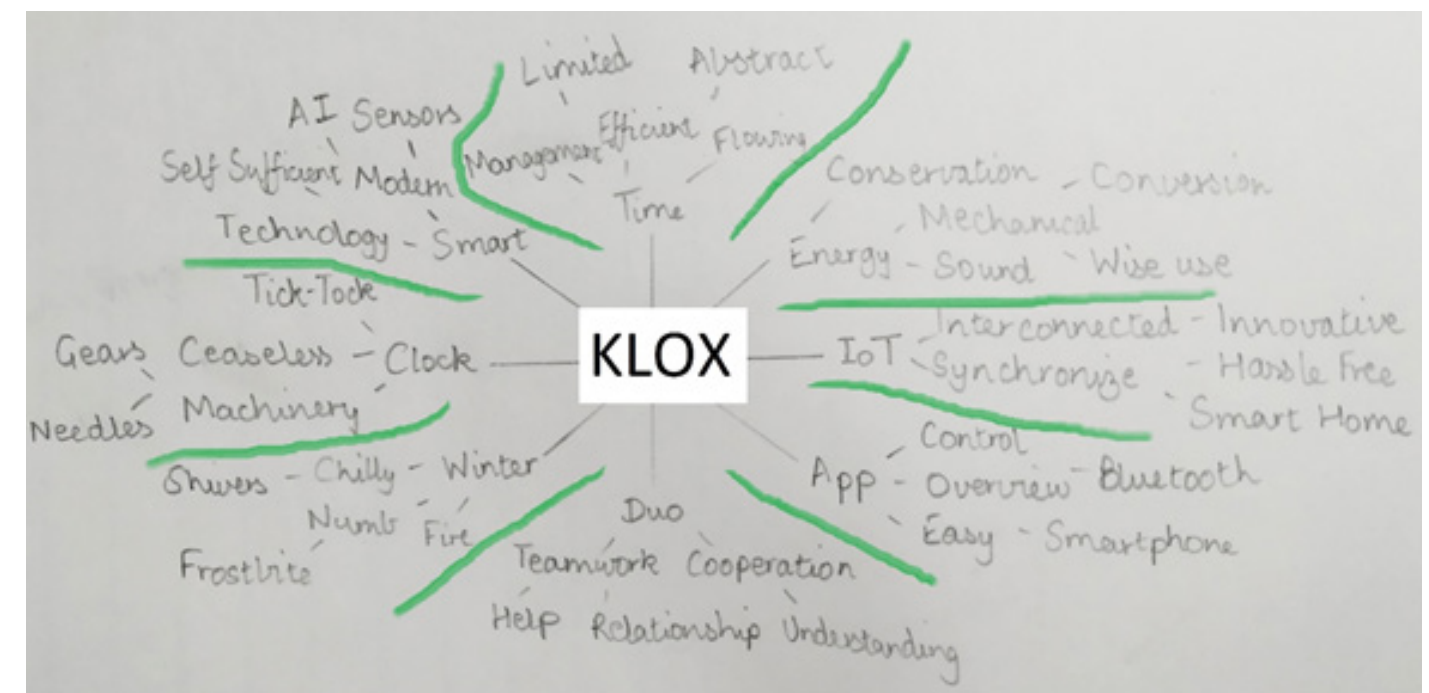 Limited Abstract
AI Sensors
Management Efficient Flowing
Self Sufficient Modern
Time
Technology - Smart
Conservation - Conversion
Mechanical
Energy - Sound Wise use
Tick-Tock
Gears Ceaseless - Clock
Needles Machinery
KLOX
IoT Interconnected - Innovative
Synchronize - Hassle Free
Smart Home
Shivers - Chilly - Winter
Numb Fire
Frostbite
Duo
Teamwork Cooperation
Help Relationship Understanding
Control
App - Overview - Bluetooth
Easy - Smartphone